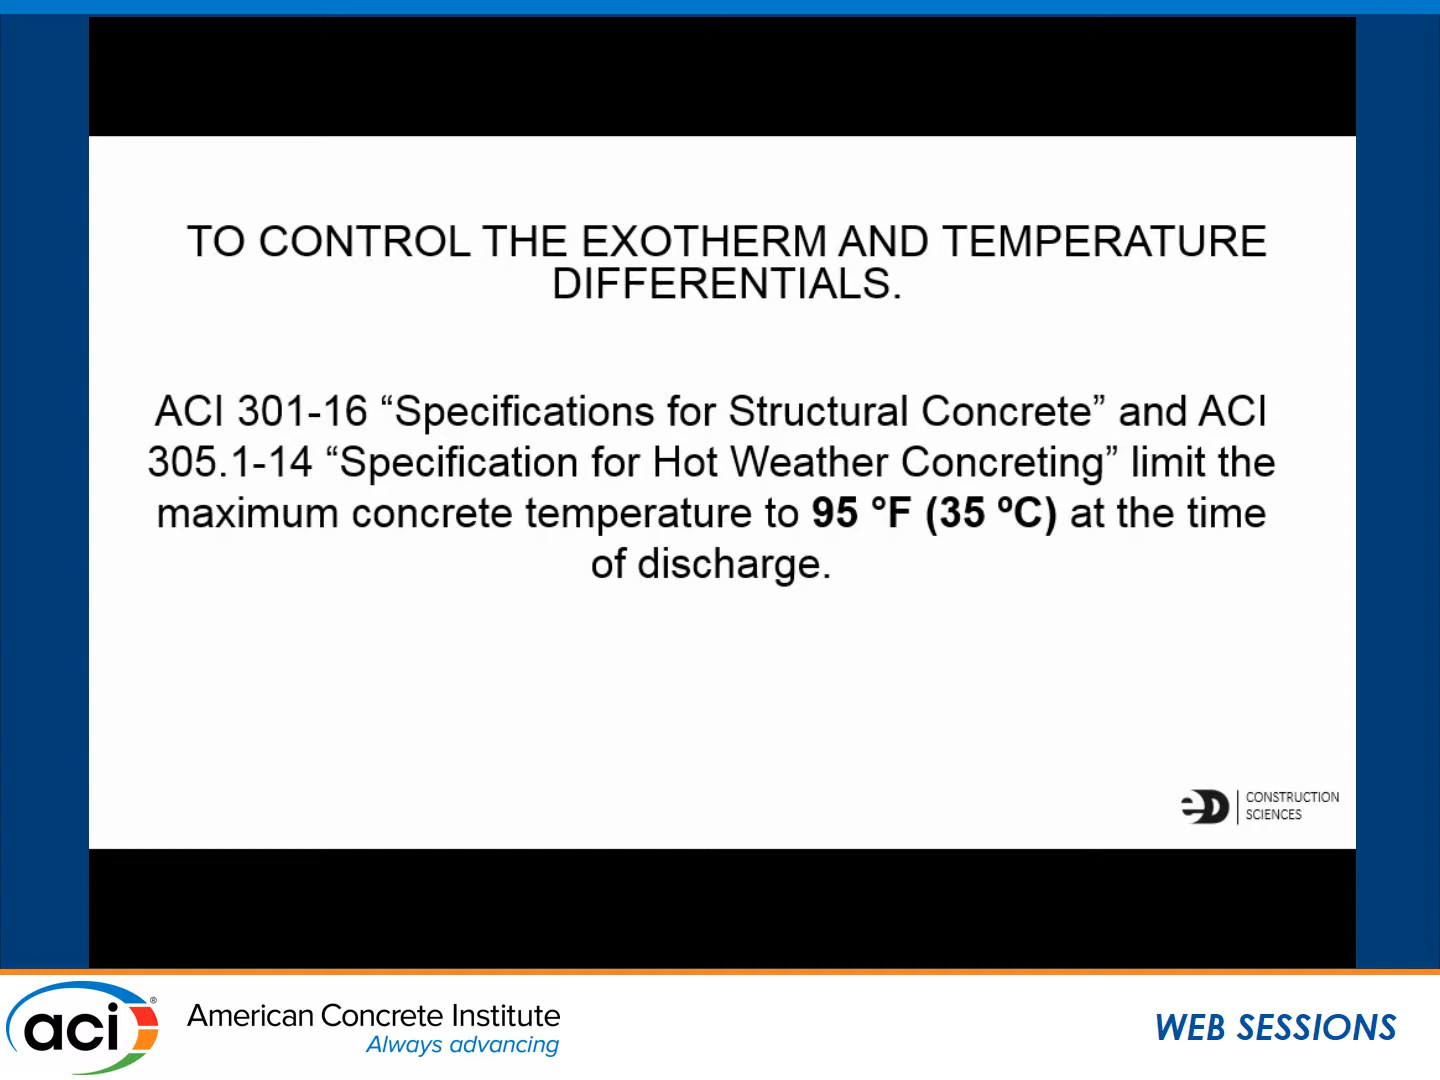 TO CONTROL THE EXOTHERM AND TEMPERATURE
DIFFERENTIALS.
ACI 301-16 “Specifications for Structural Concrete” and ACI
305.1-14 “Specification for Hot Weather Concreting” limit the
maximum concrete temperature to 95 °F (35 ºC) at the time
of discharge.
eD
CONSTRUCTION
SCIENCES
aci®
American Concrete Institute
Always advancing
WEB SESSIONS